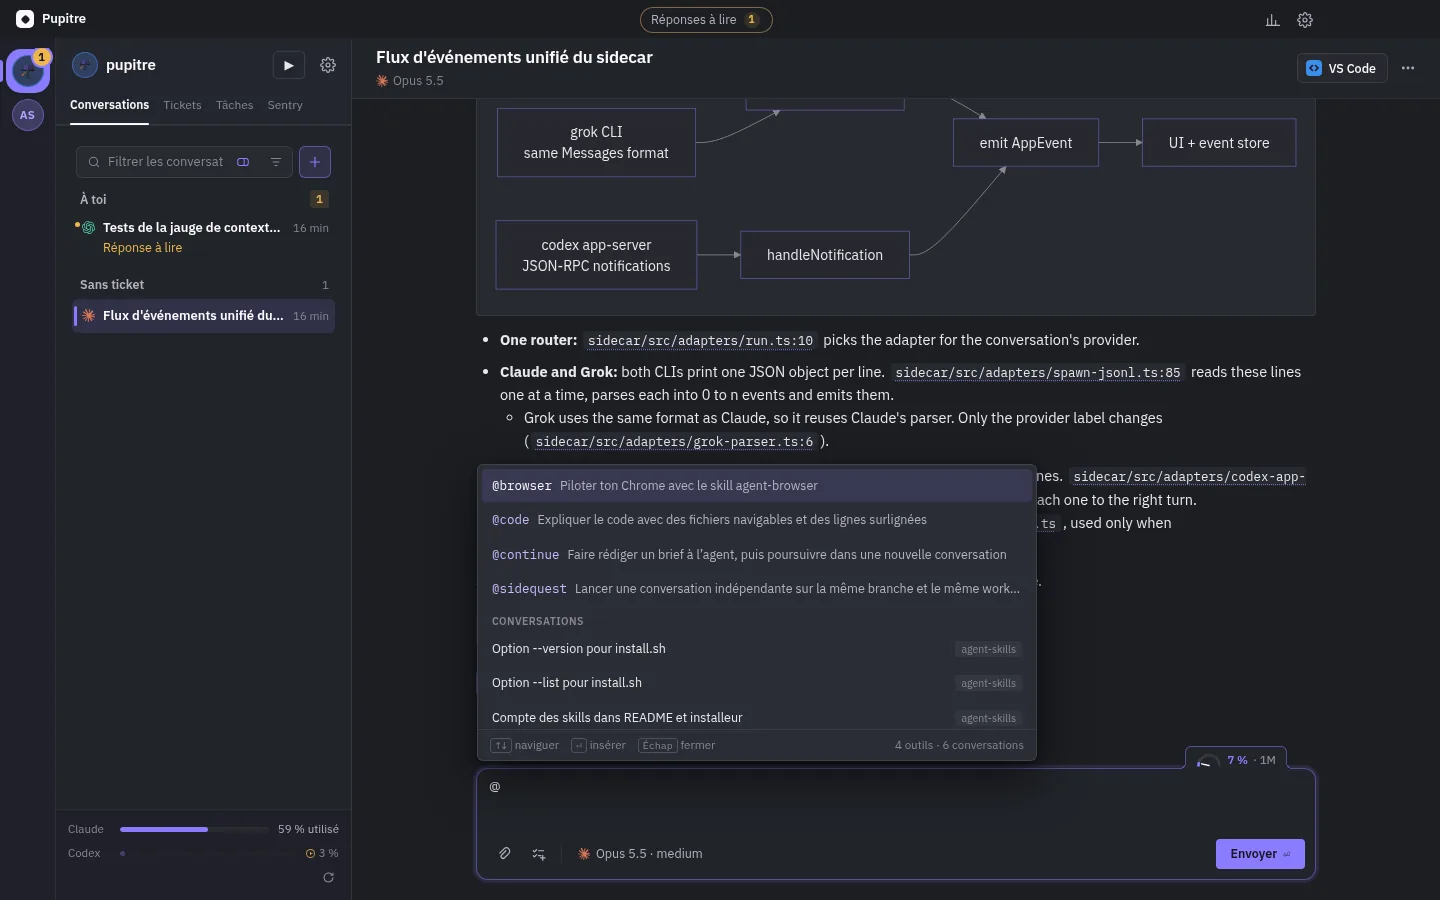 Pupitre
Réponses à lire 1
1
AS
pupitre
Conversations Tickets Tâches Sentry
Filtrer les conversat
À toi 1
Tests de la jauge de context... 16 min
Réponse à lire
Sans ticket 1
Flux d'événements unifié du... 16 min
Claude 59 % utilisé
Codex 3 %
Flux d'événements unifié du sidecar
Opus 5.5
VS Code
grok CLI
same Messages format
emit AppEvent
UI + event store
codex app-server
JSON-RPC notifications
handleNotification
One router: sidecar/src/adapters/run.ts:10 picks the adapter for the conversation's provider.
Claude and Grok: both CLIs print one JSON object per line. sidecar/src/adapters/spawn-jsonl.ts:85 reads these lines
one at a time, parses each into 0 to n events and emits them.
Grok uses the same format as Claude, so it reuses Claude's parser. Only the provider label changes
( sidecar/src/adapters/grok-parser.ts:6 ).
nes. sidecar/src/adapters/codex-app-
ach one to the right turn.
.ts , used only when
@browser Piloter ton Chrome avec le skill agent-browser
@code Expliquer le code avec des fichiers navigables et des lignes surlignées
@continue Faire rédiger un brief à l'agent, puis poursuivre dans une nouvelle conversation
@sidequest Lancer une conversation indépendante sur la même branche et le même work...
CONVERSATIONS
Option --version pour install.sh agent-skills
Option --list pour install.sh agent-skills
Compte des skills dans README et installeur agent-skills
↑↓ naviguer ⏎ insérer Échap fermer 4 outils · 6 conversations
7 % · 1M
@
Opus 5.5 · medium
Envoyer ⏎